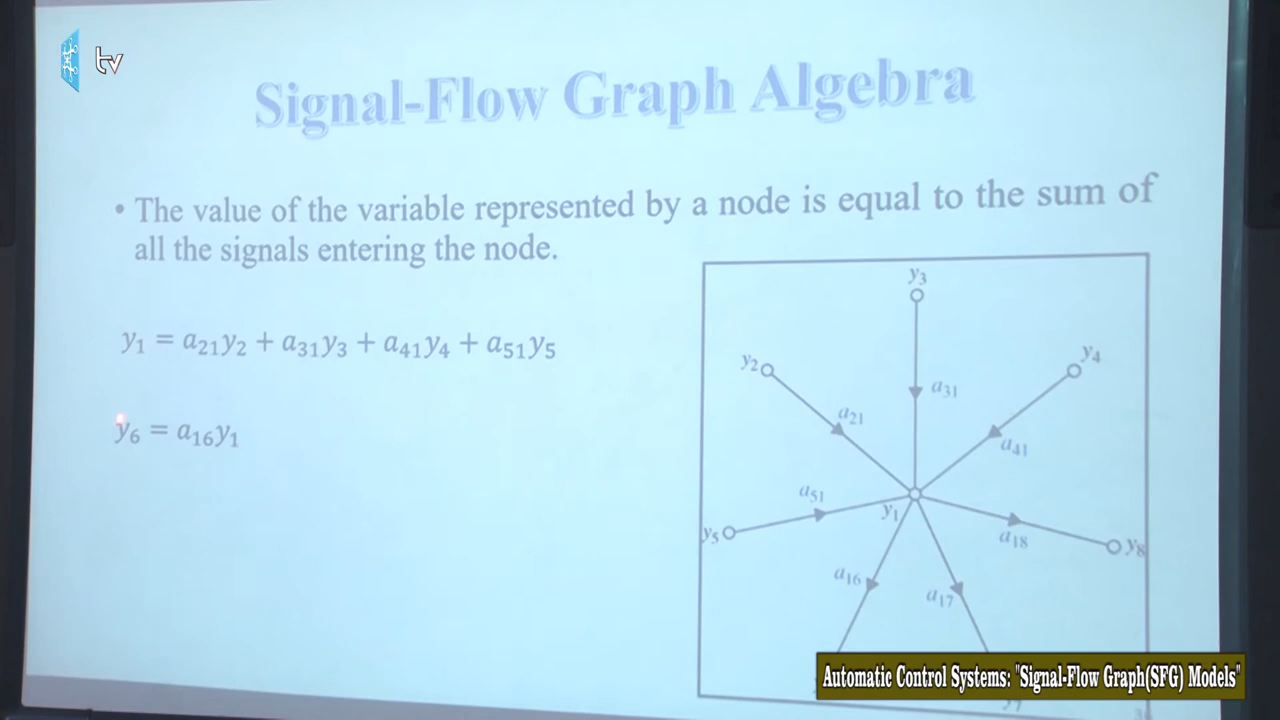 tv
Signal-Flow Graph Algebra
• The value of the variable represented by a node is equal to the sum of
all the signals entering the node.
y₁ = a₂₁y₂ + a₃₁y₃ + a₄₁y₄ + a₅₁y₅
y₆ = a₁₆y₁
y₃
y₂
y₄
a₃₁
a₂₁
a₄₁
a₅₁
y₁
y₅
a₁₈
y₈
a₁₆
a₁₇
Automatic Control Systems: "Signal-Flow Graph(SFG) Models"